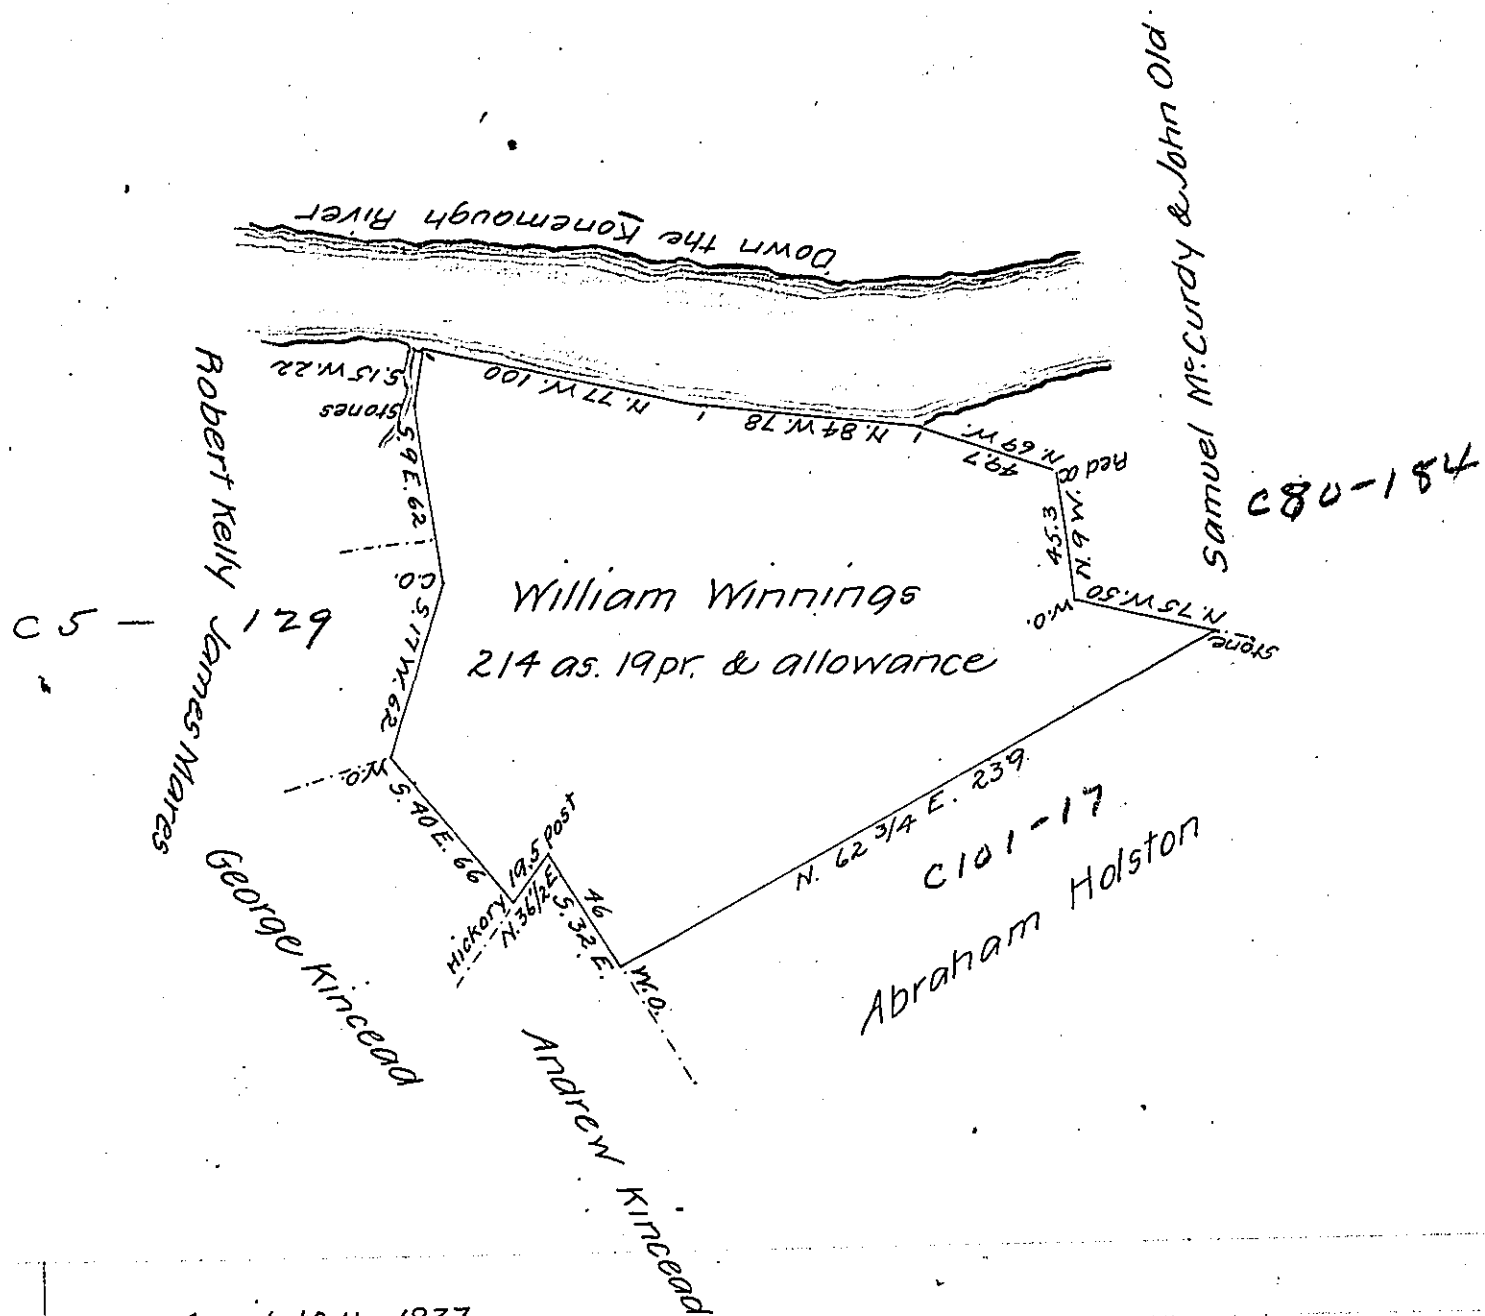 Down the Konemaugh River
Samuel McCurdy & John Old
C80-184
Robert Kelly
James Mares
C5 - 129
S.15 W.22
Stones
S.9 E. 62
C.O.
S.17 W. 62
W.O.
S. 40 E. 66
Hickory
N. 36 1/2 E
19.5
Post
S. 32 E.
46
W.O.
N. 62 3/4 E. 239
Stone
N. 75 W. 50
W.O.
N. 9 W.
45.3
Red O.
N. 69 W.
49.7
N. 84 W. 78
N. 77 W. 100
William Winnings
214 as. 19 pr. & allowance
C101-17
Abraham Holston
George Kincead
Andrew Kincead
1877